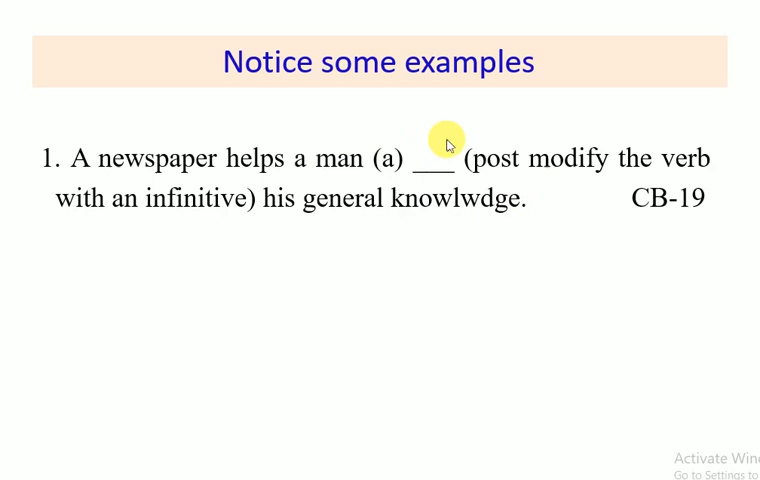 Notice some examples
1. A newspaper helps a man (a) ___ (post modify the verb
with an infinitive) his general knowlwdge. CB-19
Activate Win
Go to Settings to